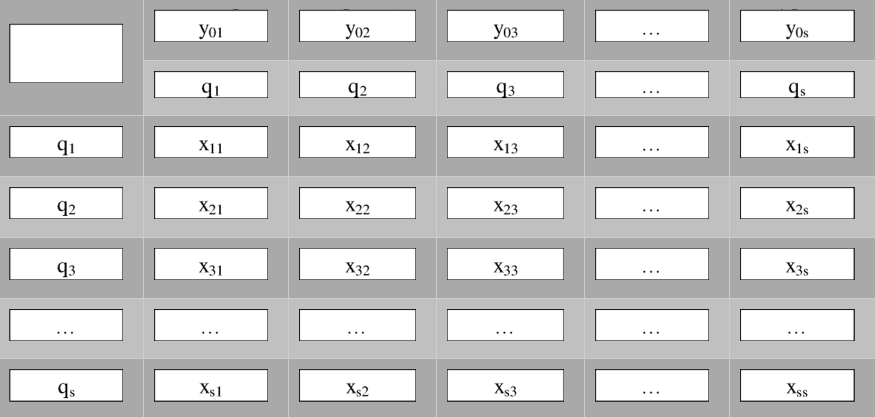 y₀₁ y₀₂ y₀₃ ... y₀ₛ
q₁ q₂ q₃ ... qₛ
q₁ x₁₁ x₁₂ x₁₃ ... x₁ₛ
q₂ x₂₁ x₂₂ x₂₃ ... x₂ₛ
q₃ x₃₁ x₃₂ x₃₃ ... x₃ₛ
... ... ... ... ... ...
qₛ xₛ₁ xₛ₂ xₛ₃ ... xₛₛ